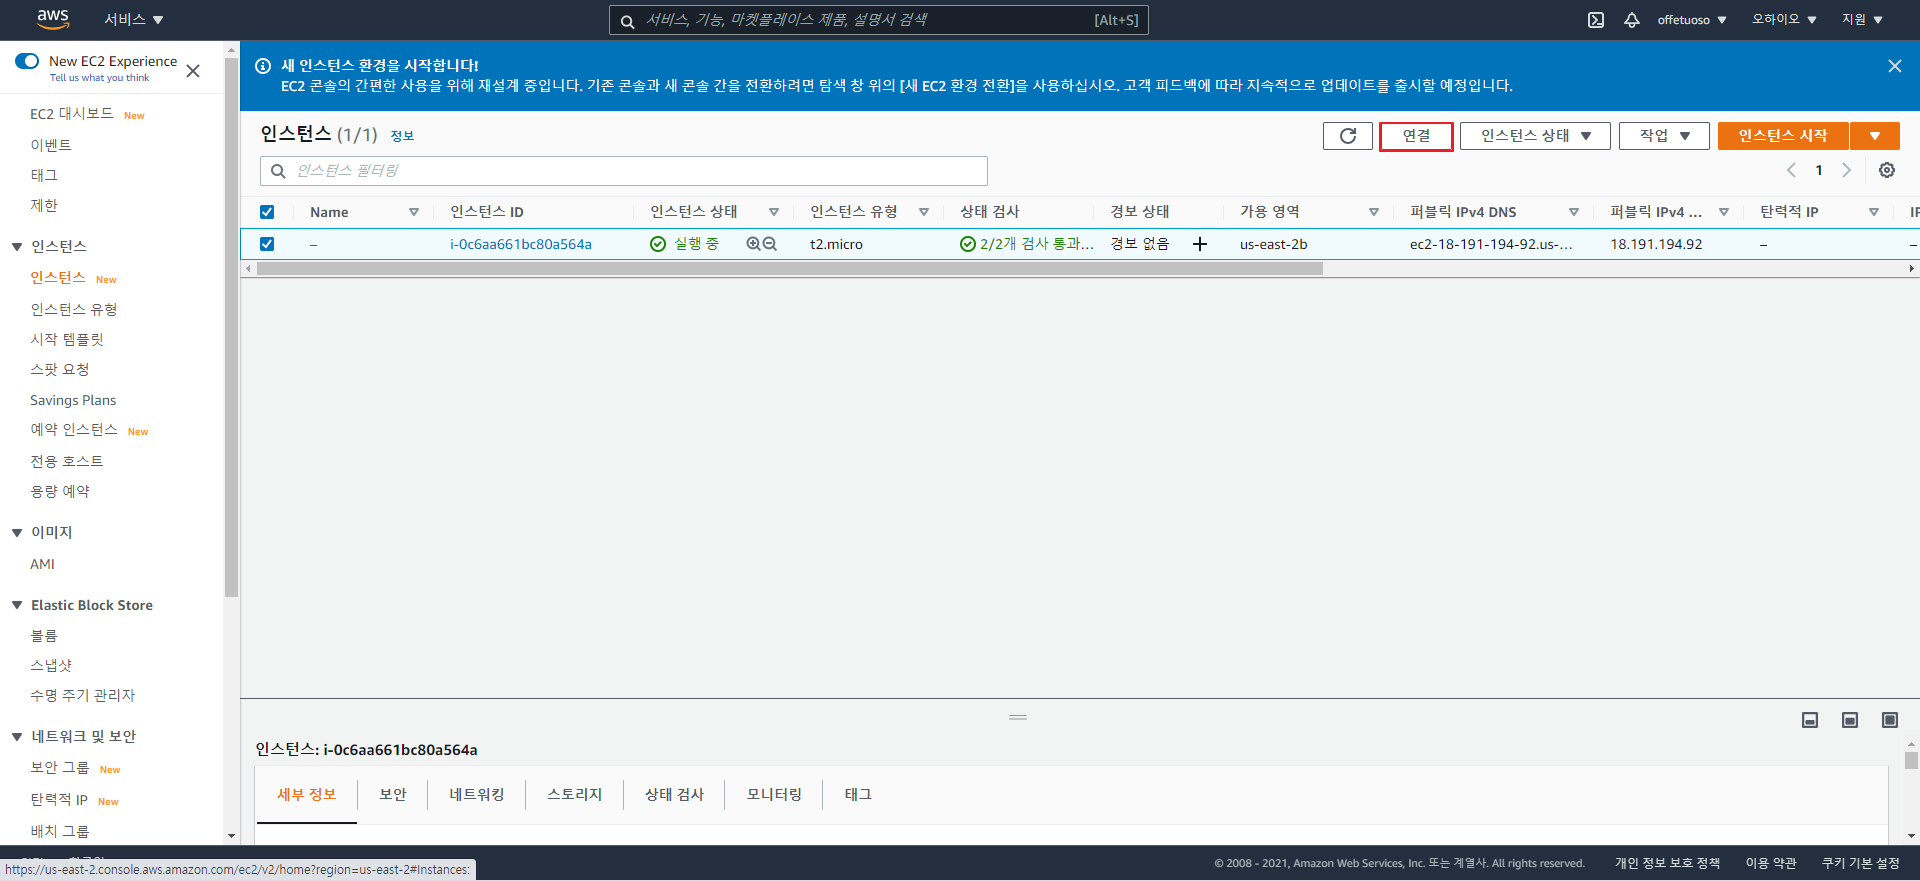 aws 서비스 서비스, 기능, 마켓플레이스 제품, 설명서 검색 [Alt+S] offetuoso 오하이오 지원
New EC2 Experience
Tell us what you think
EC2 대시보드 New
이벤트
태그
제한
인스턴스
인스턴스 New
인스턴스 유형
시작 템플릿
스팟 요청
Savings Plans
예약 인스턴스 New
전용 호스트
용량 예약
이미지
AMI
Elastic Block Store
볼륨
스냅샷
수명 주기 관리자
네트워크 및 보안
보안 그룹 New
탄력적 IP New
배치 그룹
새 인스턴스 환경을 시작합니다!
EC2 콘솔의 간편한 사용을 위해 재설계 중입니다. 기존 콘솔과 새 콘솔 간을 전환하려면 탐색 창 위의 [새 EC2 환경 전환]을 사용하십시오. 고객 피드백에 따라 지속적으로 업데이트를 출시할 예정입니다.
인스턴스 (1/1) 정보 연결 인스턴스 상태 작업 인스턴스 시작
인스턴스 필터링 1
Name 인스턴스 ID 인스턴스 상태 인스턴스 유형 상태 검사 경보 상태 가용 영역 퍼블릭 IPv4 DNS 퍼블릭 IPv4 ... 탄력적 IP IP
– i-0c6aa661bc80a564a 실행 중 t2.micro 2/2개 검사 통과... 경보 없음 + us-east-2b ec2-18-191-194-92.us-... 18.191.194.92 – –
인스턴스: i-0c6aa661bc80a564a
세부 정보 보안 네트워킹 스토리지 상태 검사 모니터링 태그
https://us-east-2.console.aws.amazon.com/ec2/v2/home?region=us-east-2#Instances:
© 2008 - 2021, Amazon Web Services, Inc. 또는 계열사. All rights reserved. 개인 정보 보호 정책 이용 약관 쿠키 기본 설정